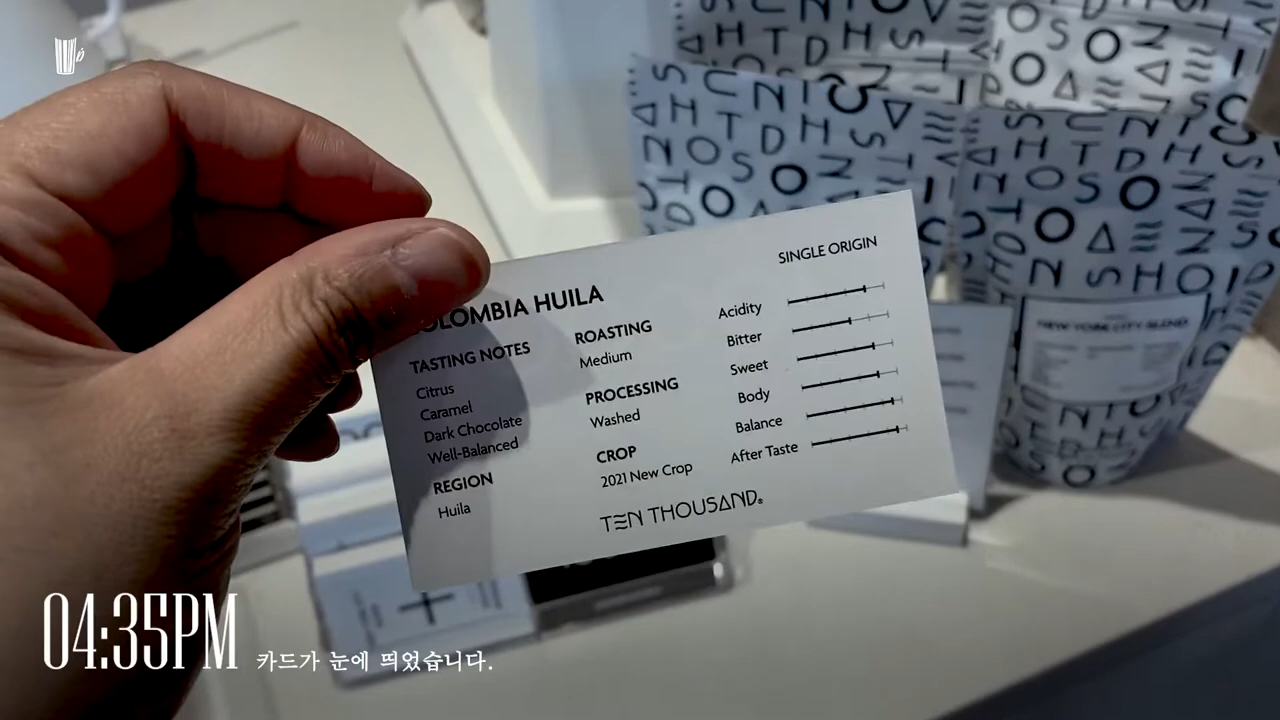 SINGLE ORIGIN
OLOMBIA HUILA
TASTING NOTES
Citrus
Caramel
Dark Chocolate
Well-Balanced
REGION
Huila
ROASTING
Medium
PROCESSING
Washed
CROP
2021 New Crop
Acidity
Bitter
Sweet
Body
Balance
After Taste
TEN THOUSAND®
NEW YORK CITY BLEND
04:35PM 카드가 눈에 띄었습니다.